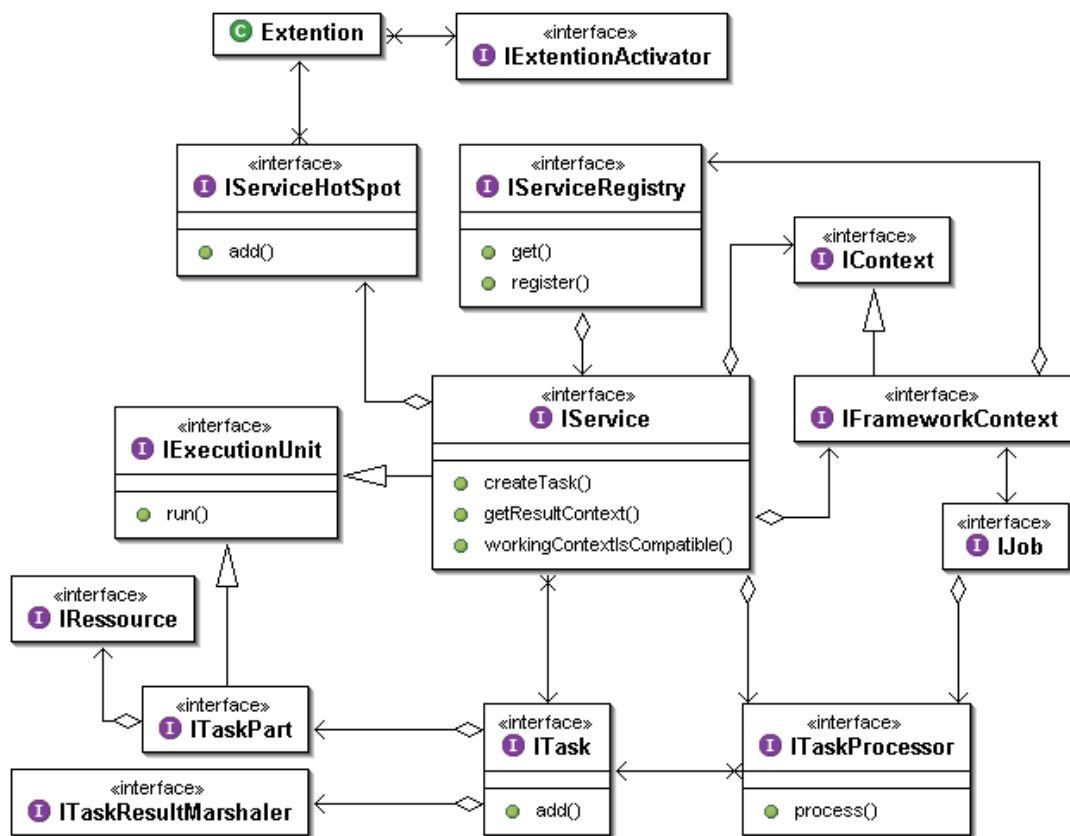 C Extention
«interface»
I IExtentionActivator
«interface»
I IServiceHotSpot
add()
«interface»
I IServiceRegistry
get()
register()
«interface»
I IContext
«interface»
I IExecutionUnit
run()
«interface»
I IService
createTask()
getResultContext()
workingContextIsCompatible()
«interface»
I IFrameworkContext
«interface»
I IJob
«interface»
I IRessource
«interface»
I ITaskPart
«interface»
I ITask
add()
«interface»
I ITaskProcessor
process()
«interface»
I ITaskResultMarshaler